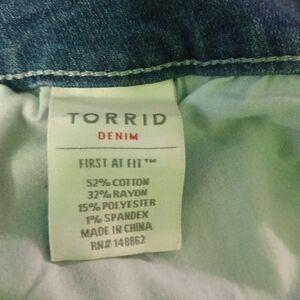 TORRID
DENIM
FIRST AT FIT™
52% COTTON
32% RAYON
15% POLYESTER
1% SPANDEX
MADE IN CHINA
RN# 148862